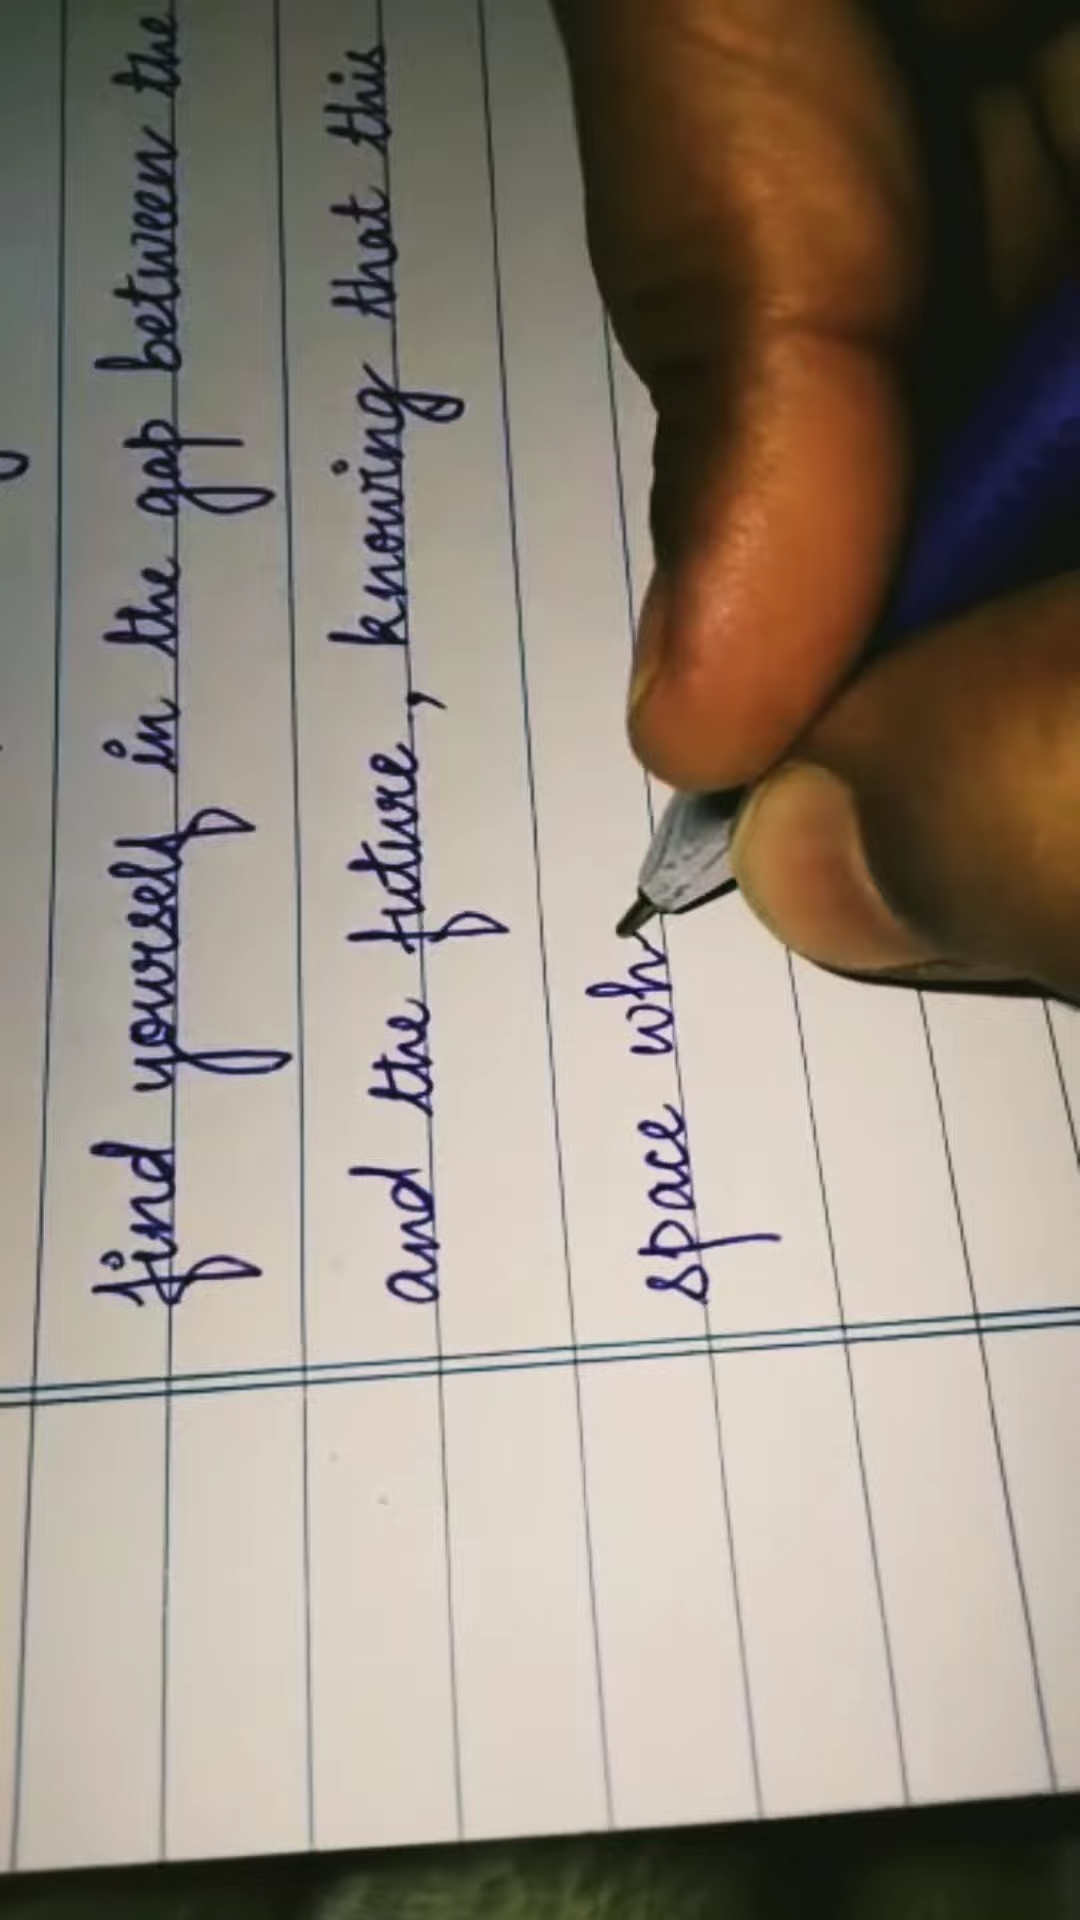 find yourself in the gap between the
and the future, knowing that this
space wh